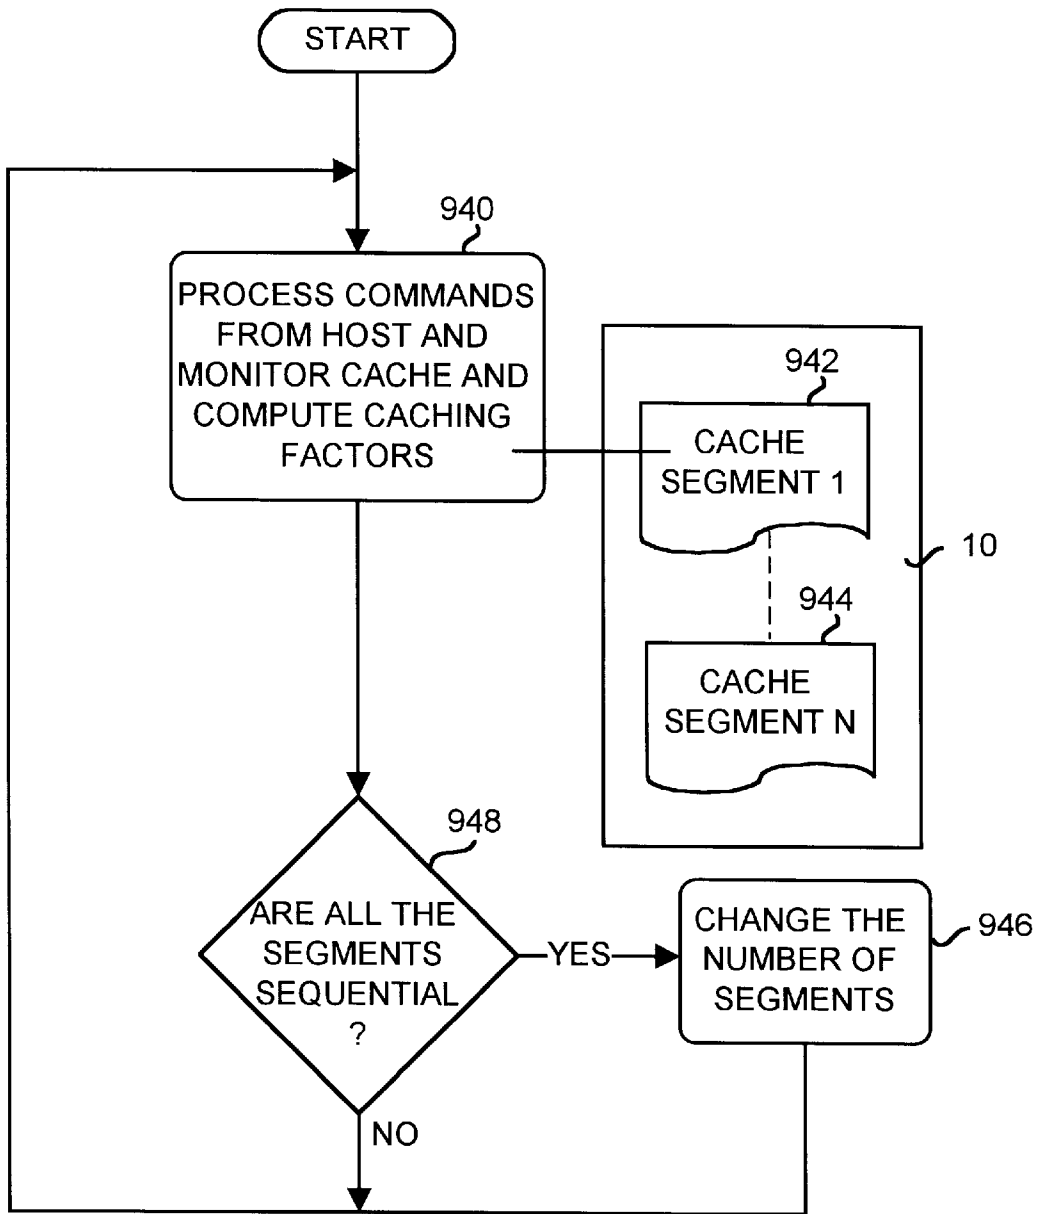 START
940
PROCESS COMMANDS
FROM HOST AND
MONITOR CACHE AND
COMPUTE CACHING
FACTORS
942
CACHE
SEGMENT 1
10
944
CACHE
SEGMENT N
948
ARE ALL THE
SEGMENTS
SEQUENTIAL
?
YES
CHANGE THE
NUMBER OF
SEGMENTS
946
NO